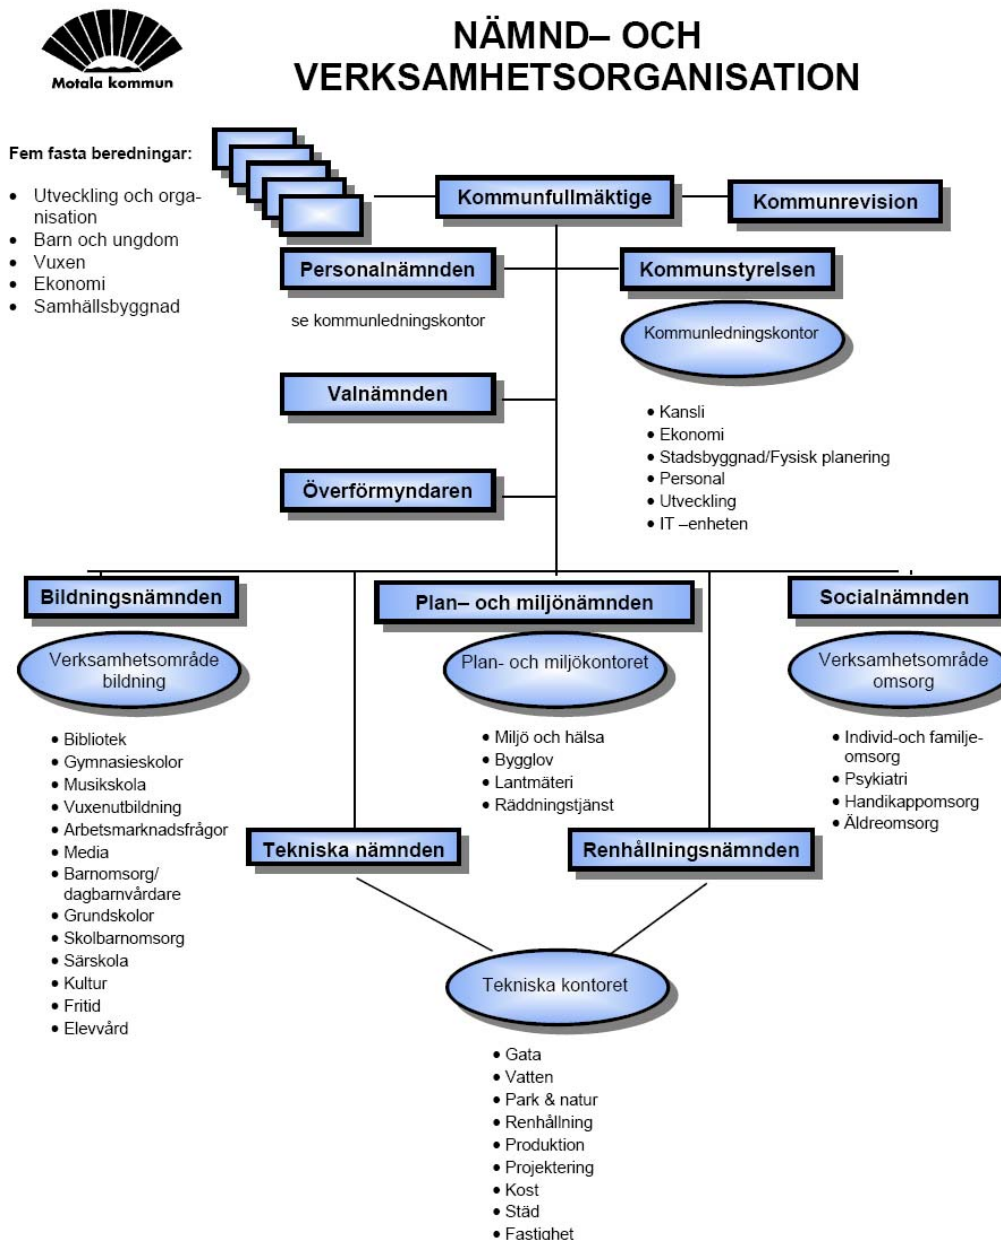 Motala kommun
NÄMND– OCH
VERKSAMHETSORGANISATION
Fem fasta beredningar:
• Utveckling och orga-
nisation
• Barn och ungdom
• Vuxen
• Ekonomi
• Samhällsbyggnad
Kommunfullmäktige
Kommunrevision
Personalnämnden
se kommunledningskontor
Kommunstyrelsen
Kommunledningskontor
• Kansli
• Ekonomi
• Stadsbyggnad/Fysisk planering
• Personal
• Utveckling
• IT –enheten
Valnämnden
Överförmyndaren
Bildningsnämnden
Verksamhetsområde
bildning
• Bibliotek
• Gymnasieskolor
• Musikskola
• Vuxenutbildning
• Arbetsmarknadsfrågor
• Media
• Barnomsorg/
dagbarnvårdare
• Grundskolor
• Skolbarnomsorg
• Särskola
• Kultur
• Fritid
• Elevvård
Plan– och miljönämnden
Plan- och miljökontoret
• Miljö och hälsa
• Bygglov
• Lantmäteri
• Räddningstjänst
Socialnämnden
Verksamhetsområde
omsorg
• Individ-och familje-
omsorg
• Psykiatri
• Handikappomsorg
• Äldreomsorg
Tekniska nämnden
Renhållningsnämnden
Tekniska kontoret
• Gata
• Vatten
• Park & natur
• Renhållning
• Produktion
• Projektering
• Kost
• Städ
• Fastighet